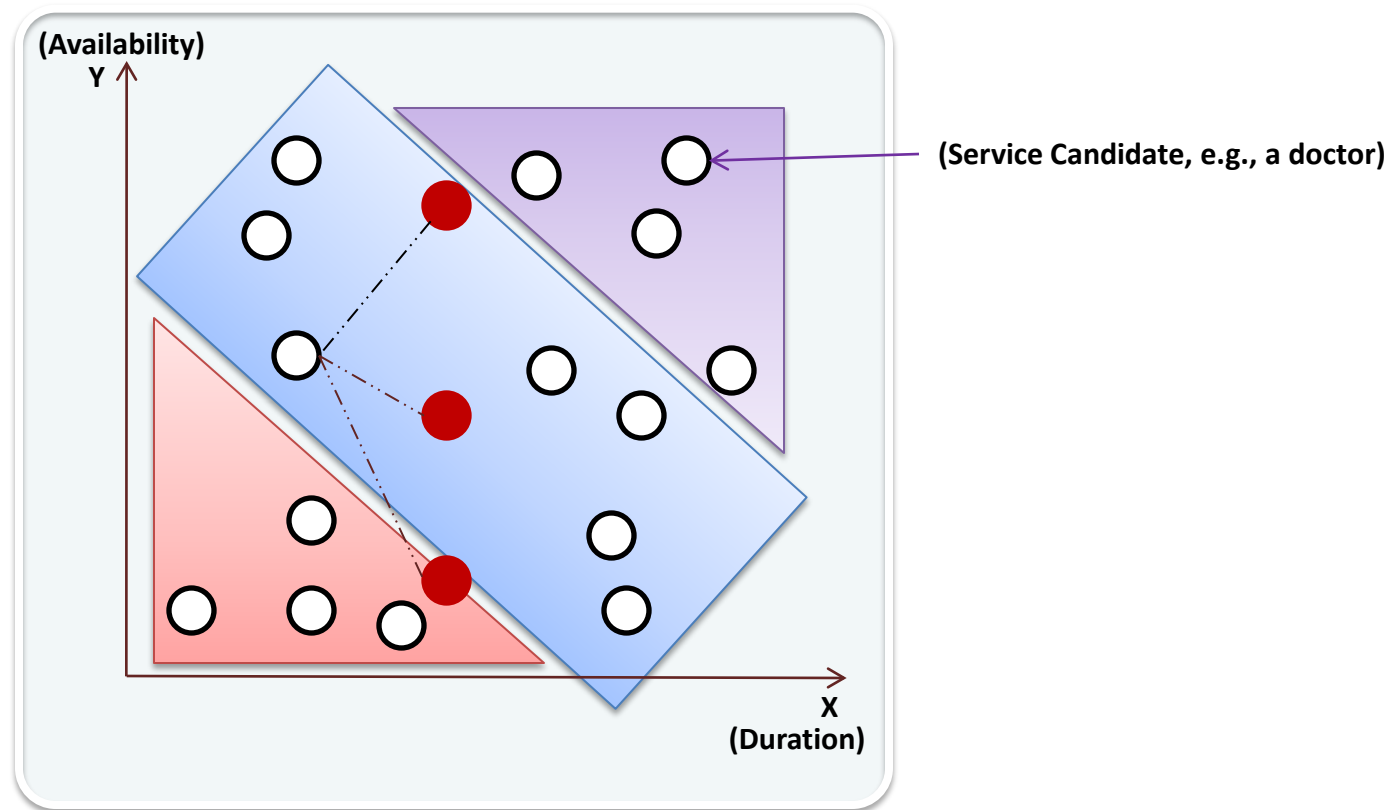 (Availability)
Y
(Service Candidate, e.g., a doctor)
X
(Duration)